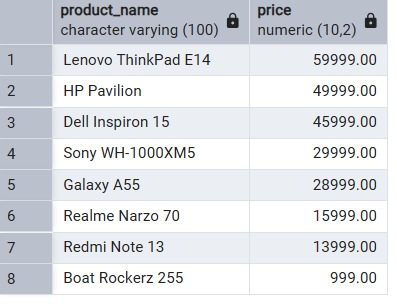 product_name price
character varying (100) numeric (10,2)
1 Lenovo ThinkPad E14 59999.00
2 HP Pavilion 49999.00
3 Dell Inspiron 15 45999.00
4 Sony WH-1000XM5 29999.00
5 Galaxy A55 28999.00
6 Realme Narzo 70 15999.00
7 Redmi Note 13 13999.00
8 Boat Rockerz 255 999.00